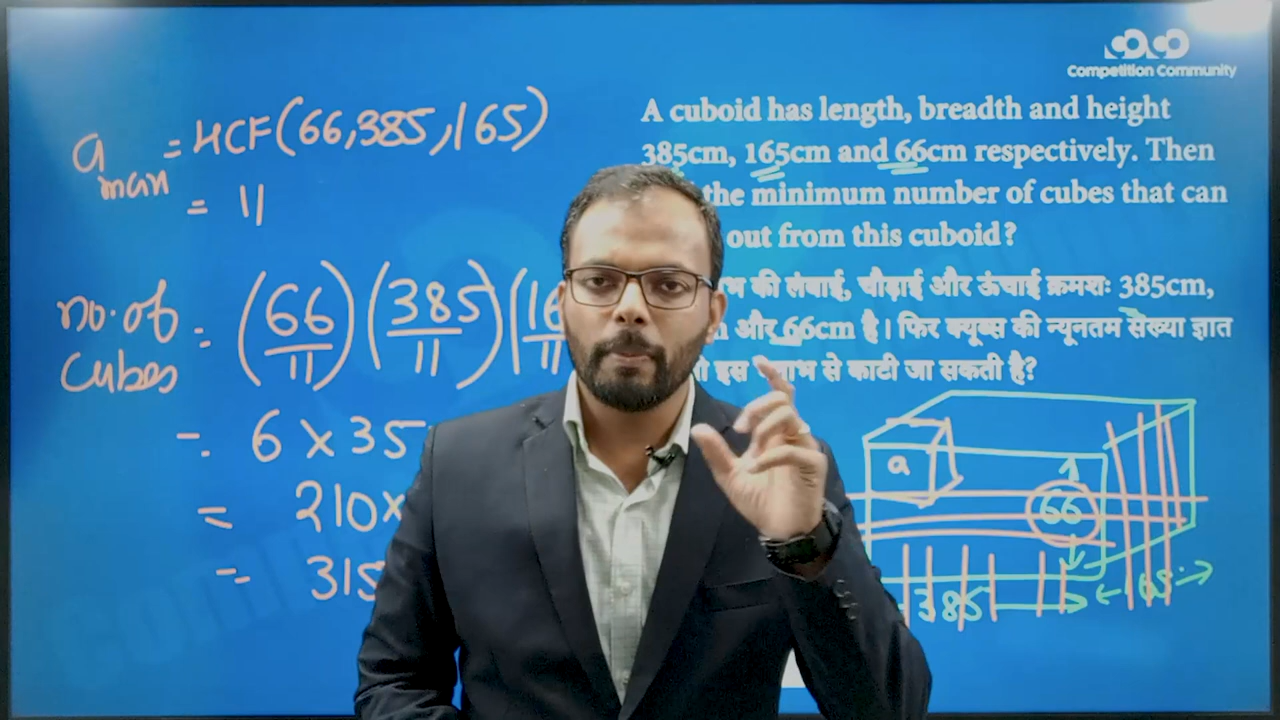 Competition Community
a max = HCF(66,385,165)
= 11
no. of cubes = (66/11) (385/11) (16 /11
= 6 × 35
= 210×
= 315
A cuboid has length, breadth and height
385cm, 165cm and 66cm respectively. Then
the minimum number of cubes that can
out from this cuboid?
की लंबाई, चौड़ाई और ऊंचाई क्रमशः 385cm,
और 66cm है। फिर क्यूब्स की न्यूनतम संख्या ज्ञात
इस से काटी जा सकती है?
a
66
385